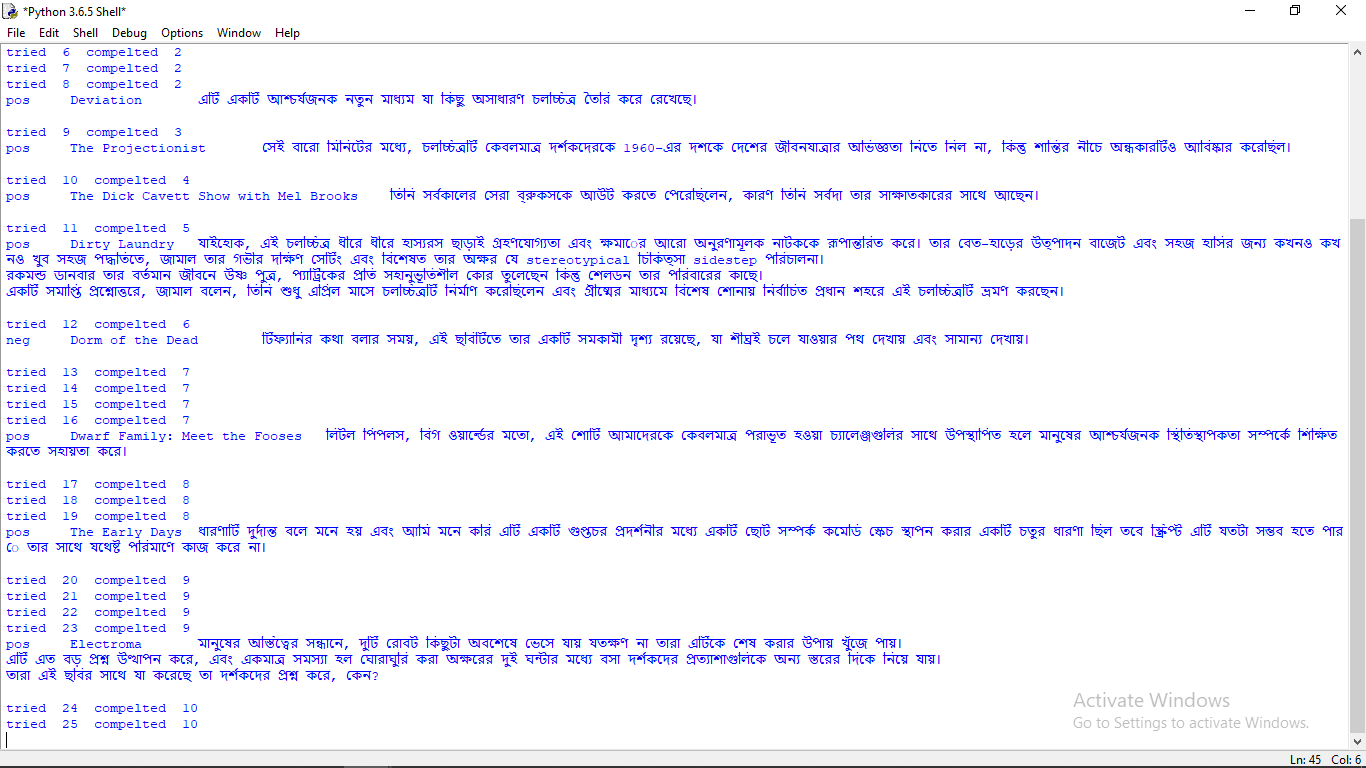 *Python 3.6.5 Shell*
File Edit Shell Debug Options Window Help
tried 6 compelted 2
tried 7 compelted 2
tried 8 compelted 2
pos Deviation এটি একটি আশ্চর্যজনক নতুন মাধ্যম যা কিছু অসাধারণ চলচ্চিত্র তৈরি করে রেখেছে।
tried 9 compelted 3
pos The Projectionist সেই বারো মিনিটের মধ্যে, চলচ্চিত্রটি কেবলমাত্র দর্শকদেরকে 1960-এর দশকে দেশের জীবনযাত্রার অভিজ্ঞতা নিতে নিল না, কিন্তু শান্তির নীচে অন্ধকারটিও আবিষ্কার করেছিল।
tried 10 compelted 4
pos The Dick Cavett Show with Mel Brooks তিনি সর্বকালের সেরা ব্রুকসকে আউট করতে পেরেছিলেন, কারণ তিনি সর্বদা তার সাক্ষাতকারের সাথে আছেন।
tried 11 compelted 5
pos Dirty Laundry যাইহোক, এই চলচ্চিত্র ধীরে ধীরে হাস্যরস ছাড়াই গ্রহণযোগ্যতা এবং ক্ষমাের আরো অনুরণামূলক নাটককে রূপান্তরিত করে। তার বেত-হাড়ের উত্পাদন বাজেট এবং সহজ হাসির জন্য কখনও কখ
নও খুব সহজ পদ্ধতিতে, জামাল তার গভীর দক্ষিণ সেটিং এবং বিশেষত তার অক্ষর যে stereotypical চিকিত্সা sidestep পরিচালনা।
রকমন্ড ডানবার তার বর্তমান জীবনে উষ্ণ পুত্র, প্যাট্রিকের প্রতি সহানুভূতিশীল কোর তুলেছেন কিন্তু শেলডন তার পরিবারের কাছে।
একটি সমাপ্তি প্রশ্নোত্তরে, জামাল বলেন, তিনি শুধু এপ্রিল মাসে চলচ্চিত্রটি নির্মাণ করেছিলেন এবং গ্রীষ্মের মাধ্যমে বিশেষ শোনায় নির্বাচিত প্রধান শহরে এই চলচ্চিত্রটি ভ্রমণ করছেন।
tried 12 compelted 6
neg Dorm of the Dead টিফ্যানির কথা বলার সময়, এই ছবিটিতে তার একটি সমকামী দৃশ্য রয়েছে, যা শীঘ্রই চলে যাওয়ার পথ দেখায় এবং সামান্য দেখায়।
tried 13 compelted 7
tried 14 compelted 7
tried 15 compelted 7
tried 16 compelted 7
pos Dwarf Family: Meet the Fooses লিটল পিপলস, বিগ ওয়ার্ল্ডের মতো, এই শোটি আমাদেরকে কেবলমাত্র পরাভূত হওয়া চ্যালেঞ্জগুলির সাথে উপস্থাপিত হলে মানুষের আশ্চর্যজনক স্থিতিস্থাপকতা সম্পর্কে শিক্ষিত
করতে সহায়তা করে।
tried 17 compelted 8
tried 18 compelted 8
tried 19 compelted 8
pos The Early Days ধারণাটি দুর্দান্ত বলে মনে হয় এবং আমি মনে করি এটি একটি গুপ্তচর প্রদর্শনীর মধ্যে একটি ছোট সম্পর্ক কমেডি স্কেচ স্থাপন করার একটি চতুর ধারণা ছিল তবে স্ক্রিপ্ট এটি যতটা সম্ভব হতে পার
ে তার সাথে যথেষ্ট পরিমাণে কাজ করে না।
tried 20 compelted 9
tried 21 compelted 9
tried 22 compelted 9
tried 23 compelted 9
pos Electroma মানুষের অস্তিত্বের সন্ধানে, দুটি রোবট কিছুটা অবশেষে ভেসে যায় যতক্ষণ না তারা এটিকে শেষ করার উপায় খুঁজে পায়।
এটি এত বড় প্রশ্ন উত্থাপন করে, এবং একমাত্র সমস্যা হল ঘোরাঘুরি করা অক্ষরের দুই ঘন্টার মধ্যে বসা দর্শকদের প্রত্যাশাগুলিকে অন্য স্তরের দিকে নিয়ে যায়।
তারা এই ছবির সাথে যা করেছে তা দর্শকদের প্রশ্ন করে, কেন?
tried 24 compelted 10
tried 25 compelted 10
Activate Windows
Go to Settings to activate Windows.
Ln: 45 Col: 6